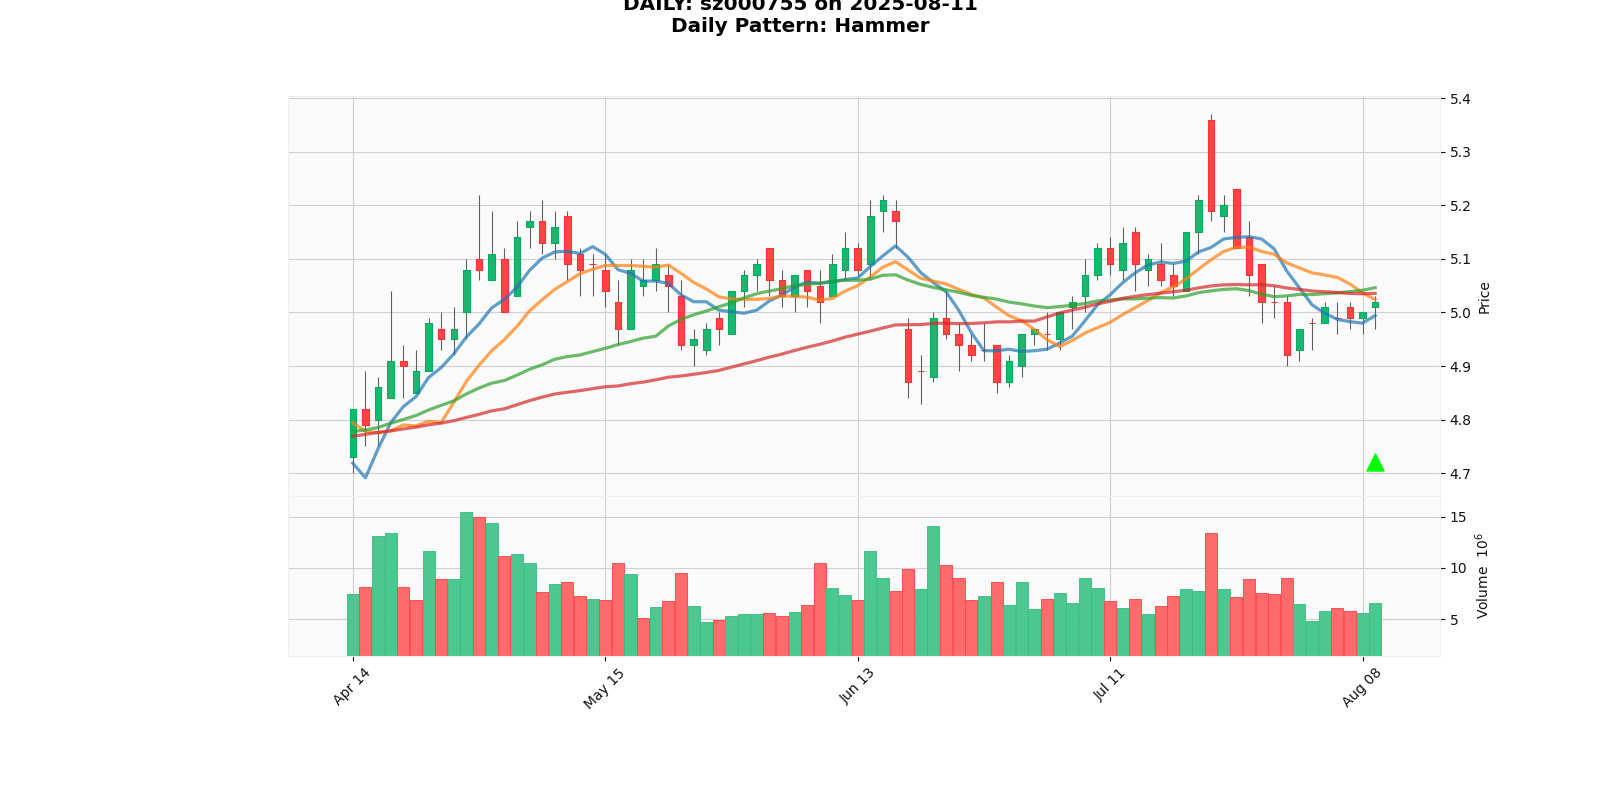 DAILY: sz000755 on 2025-08-11
Daily Pattern: Hammer
5.4
5.3
5.2
5.1
5.0
4.9
4.8
4.7
Price
15
10
5
Volume 10⁶
Apr 14
May 15
Jun 13
Jul 11
Aug 08